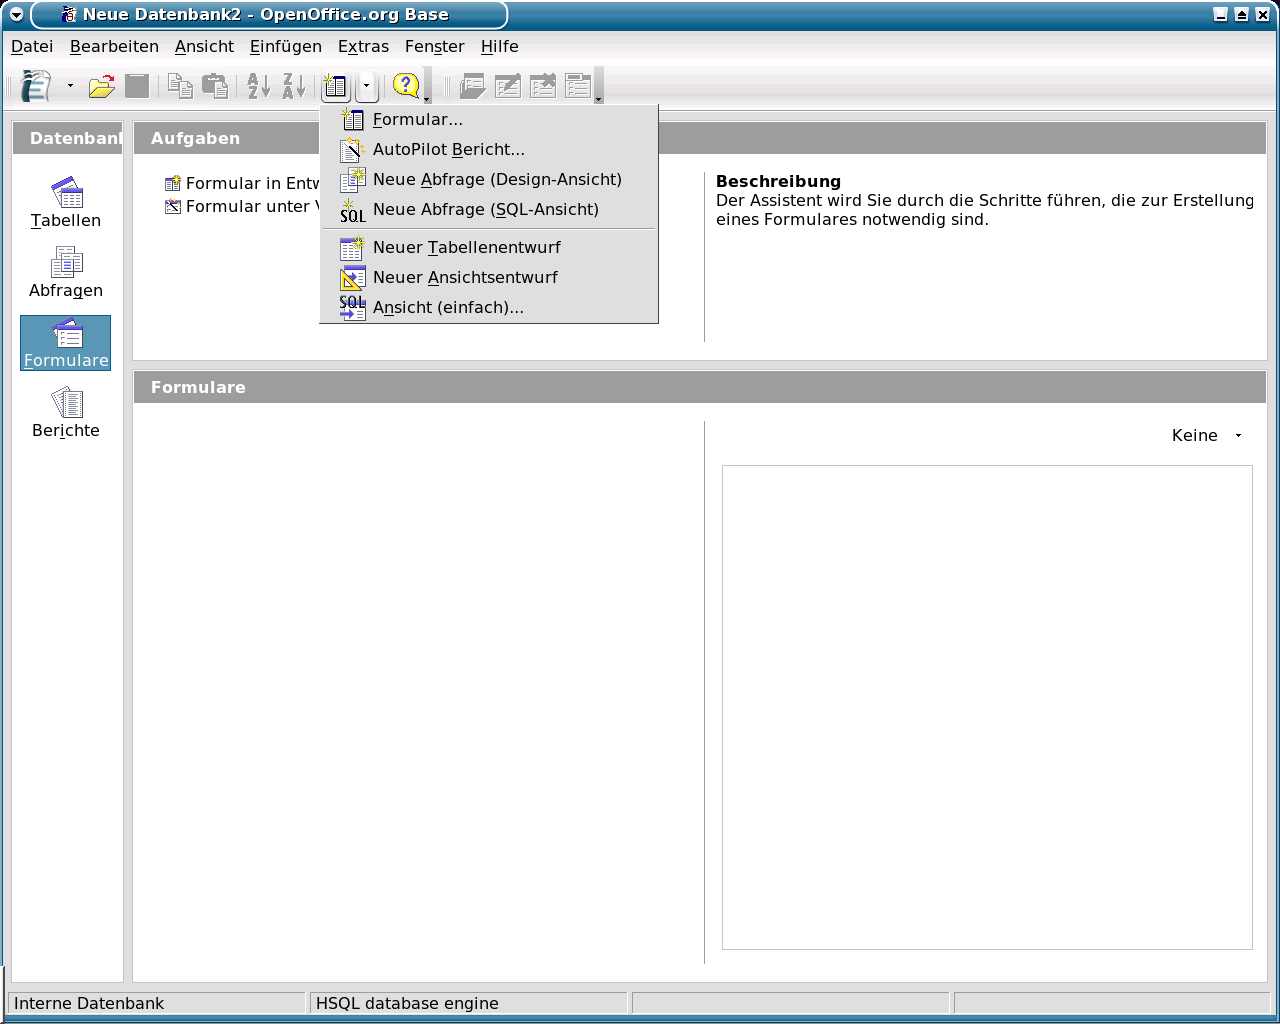 Neue Datenbank2 - OpenOffice.org Base
Datei Bearbeiten Ansicht Einfügen Extras Fenster Hilfe
Formular...
AutoPilot Bericht...
Neue Abfrage (Design-Ansicht)
SQL Neue Abfrage (SQL-Ansicht)
Neuer Tabellenentwurf
Neuer Ansichtsentwurf
SQL Ansicht (einfach)...
Datenbank
Tabellen
Abfragen
Formulare
Berichte
Aufgaben
Formular in Entw
Formular unter
Beschreibung
Der Assistent wird Sie durch die Schritte führen, die zur Erstellung
eines Formulares notwendig sind.
Formulare
Keine
Interne Datenbank HSQL database engine